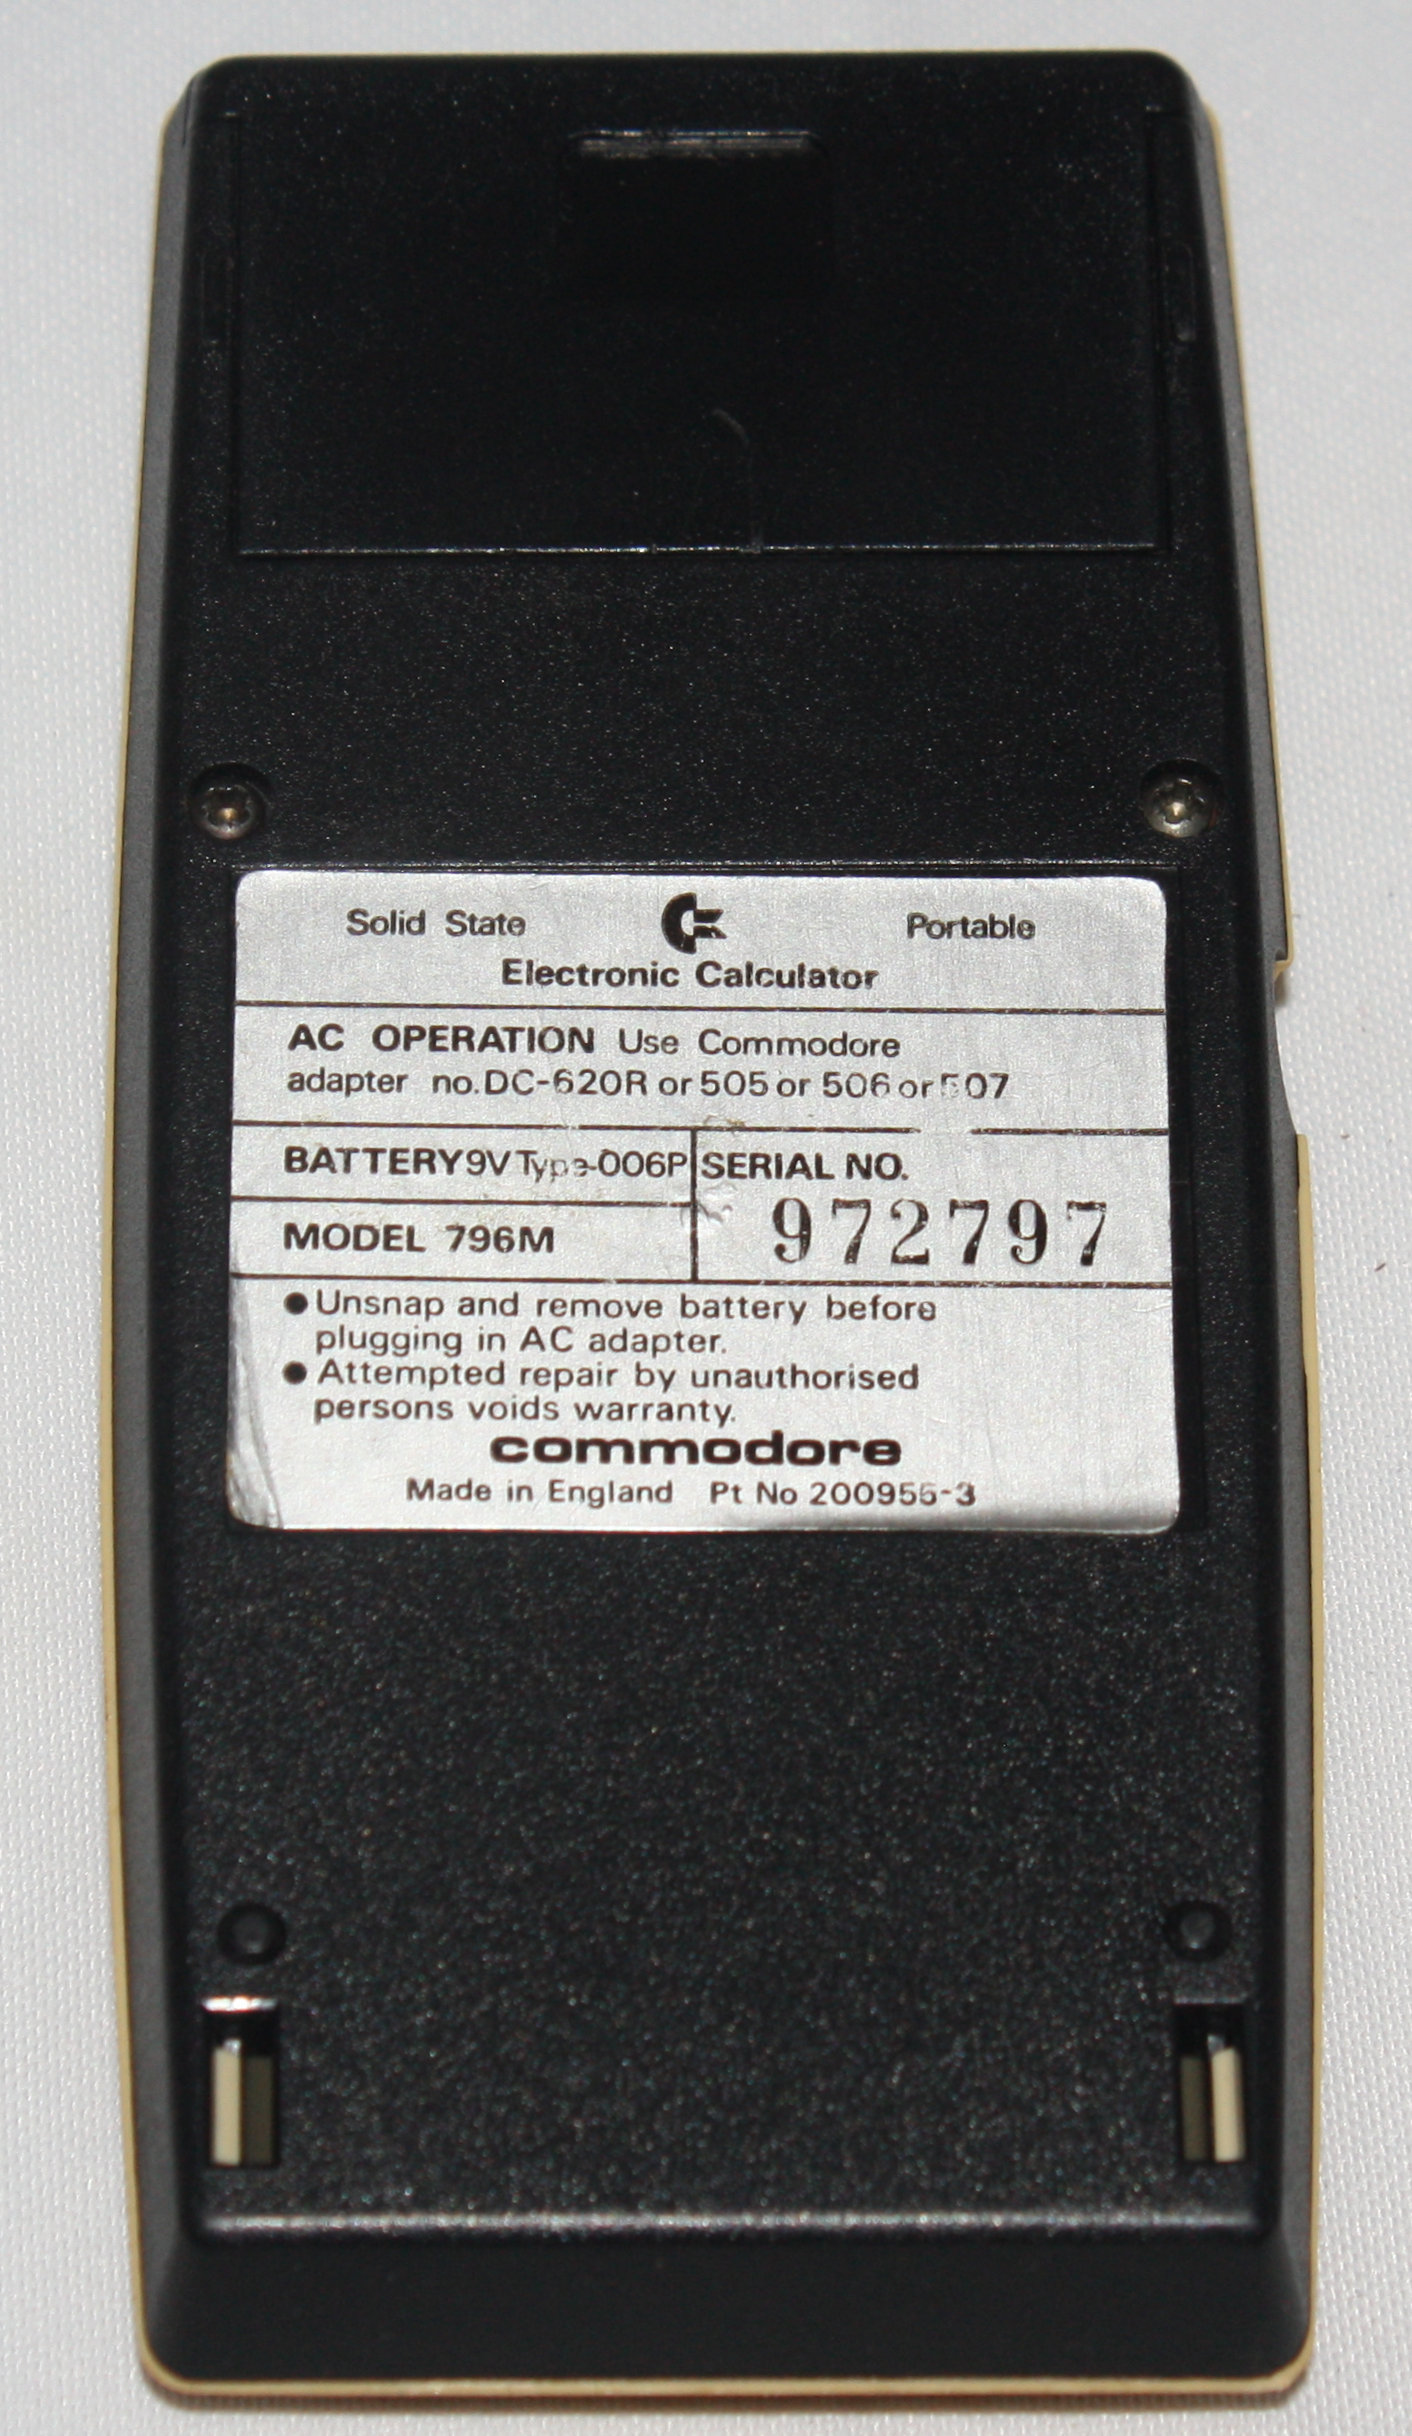 Solid State Portable
Electronic Calculator
AC OPERATION Use Commodore
adapter no. DC-620R or 505 or 506 or 507
BATTERY 9V Type-006P
SERIAL NO.
972797
MODEL 796M
● Unsnap and remove battery before
plugging in AC adapter.
● Attempted repair by unauthorised
persons voids warranty.
commodore
Made in England Pt No 200955-3